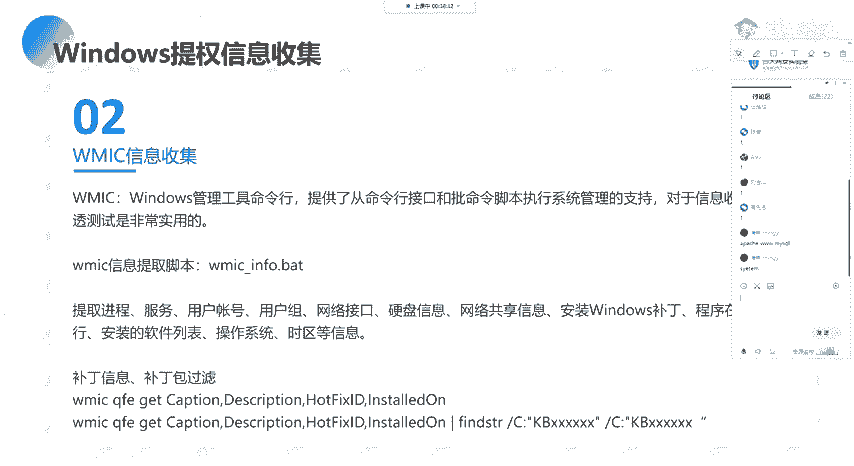 上课中 00:38:12
Windows提权信息收集
02
WMIC信息收集
WMIC：Windows管理工具命令行，提供了从命令行接口和批命令脚本执行系统管理的支持，对于信息收
透测试是非常实用的。
wmic信息提取脚本：wmic_info.bat
提取进程、服务、用户帐号、用户组、网络接口、硬盘信息、网络共享信息、安装Windows补丁、程序在
行、安装的软件列表、操作系统、时区等信息。
补丁信息、补丁包过滤
wmic qfe get Caption,Description,HotFixID,InstalledOn
wmic qfe get Caption,Description,HotFixID,InstalledOn | findstr /C:"KBxxxxxx" /C:"KBxxxxxx “
讨论区
apache www mysql
system